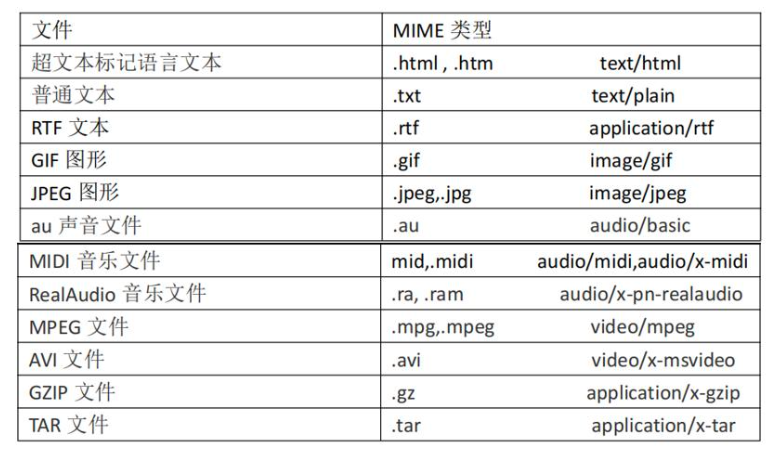 文件 MIME 类型
超文本标记语言文本 .html , .htm text/html
普通文本 .txt text/plain
RTF 文本 .rtf application/rtf
GIF 图形 .gif image/gif
JPEG 图形 .jpeg,.jpg image/jpeg
au 声音文件 .au audio/basic
MIDI 音乐文件 mid,.midi audio/midi,audio/x-midi
RealAudio 音乐文件 .ra, .ram audio/x-pn-realaudio
MPEG 文件 .mpg,.mpeg video/mpeg
AVI 文件 .avi video/x-msvideo
GZIP 文件 .gz application/x-gzip
TAR 文件 .tar application/x-tar